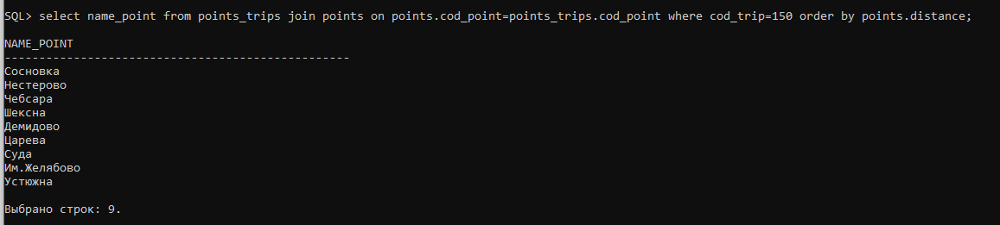 SQL> select name_point from points_trips join points on points.cod_point=points_trips.cod_point where cod_trip=150 order by points.distance;
NAME_POINT
--------------------------------------------------
Сосновка
Нестерово
Чебсара
Шексна
Демидово
Царева
Суда
Им.Желябово
Устюжна
Выбрано строк: 9.